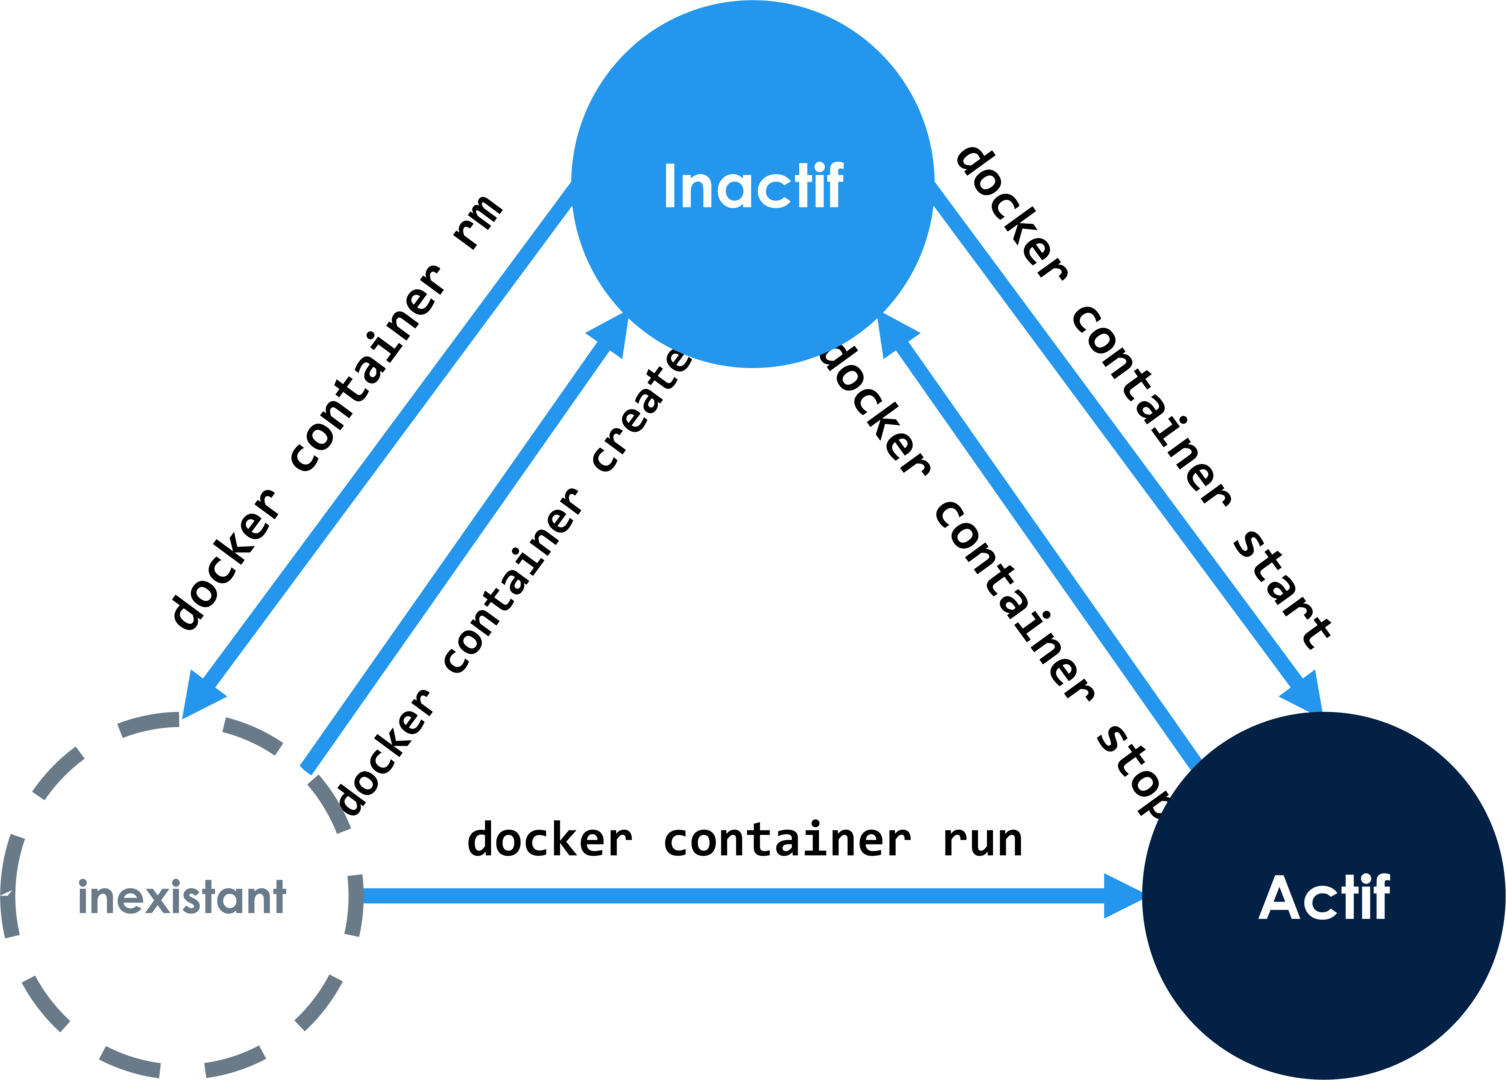 Inactif
docker container rm
docker container create
docker container stop
docker container start
docker container run
inexistant
Actif